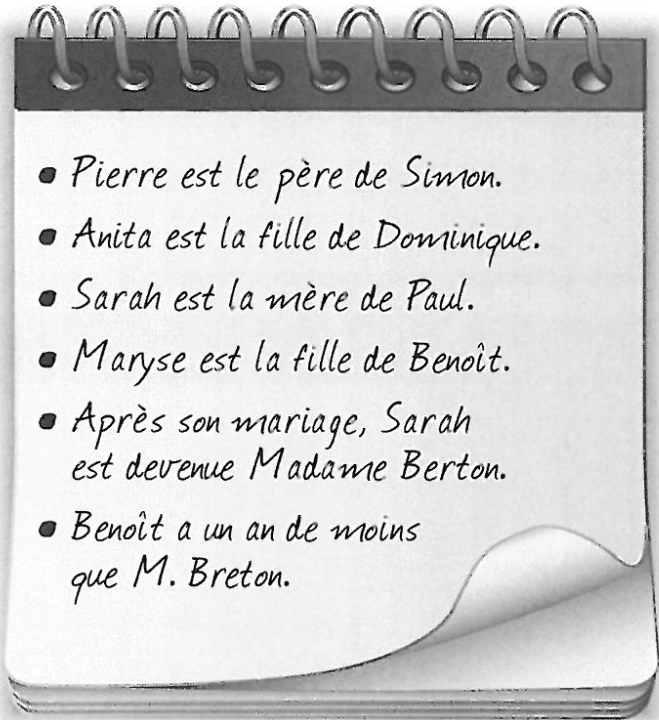 • Pierre est le père de Simon.
• Anita est la fille de Dominique.
• Sarah est la mère de Paul.
• Maryse est la fille de Benoît.
• Après son mariage, Sarah
est devenue Madame Berton.
• Benoît a un an de moins
que M. Breton.